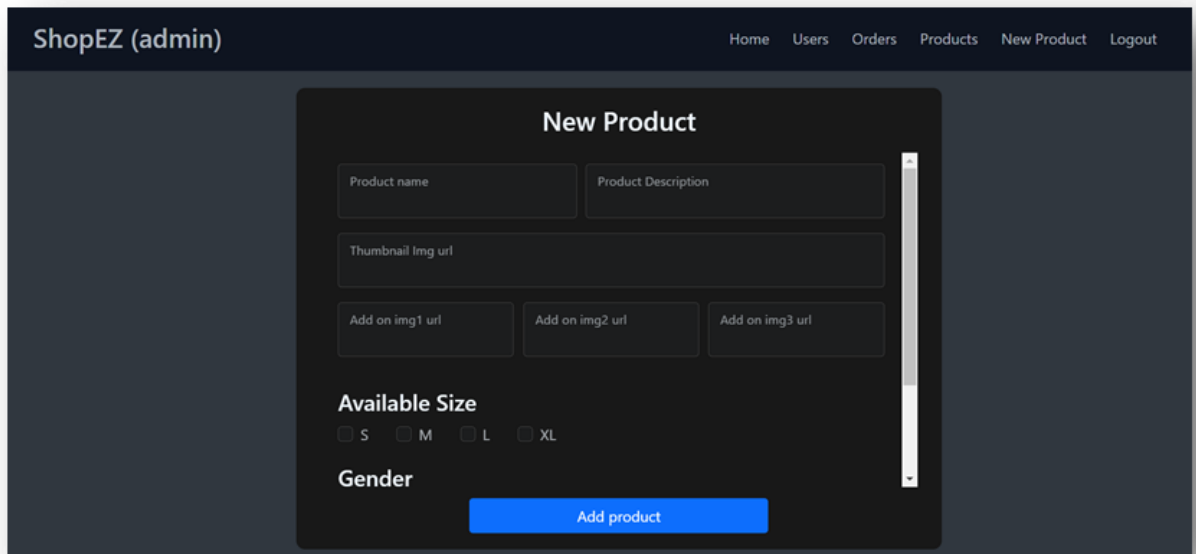 ShopEZ (admin) Home Users Orders Products New Product Logout
New Product
Product name Product Description
Thumbnail Img url
Add on img1 url Add on img2 url Add on img3 url
Available Size
S M L XL
Gender
Add product